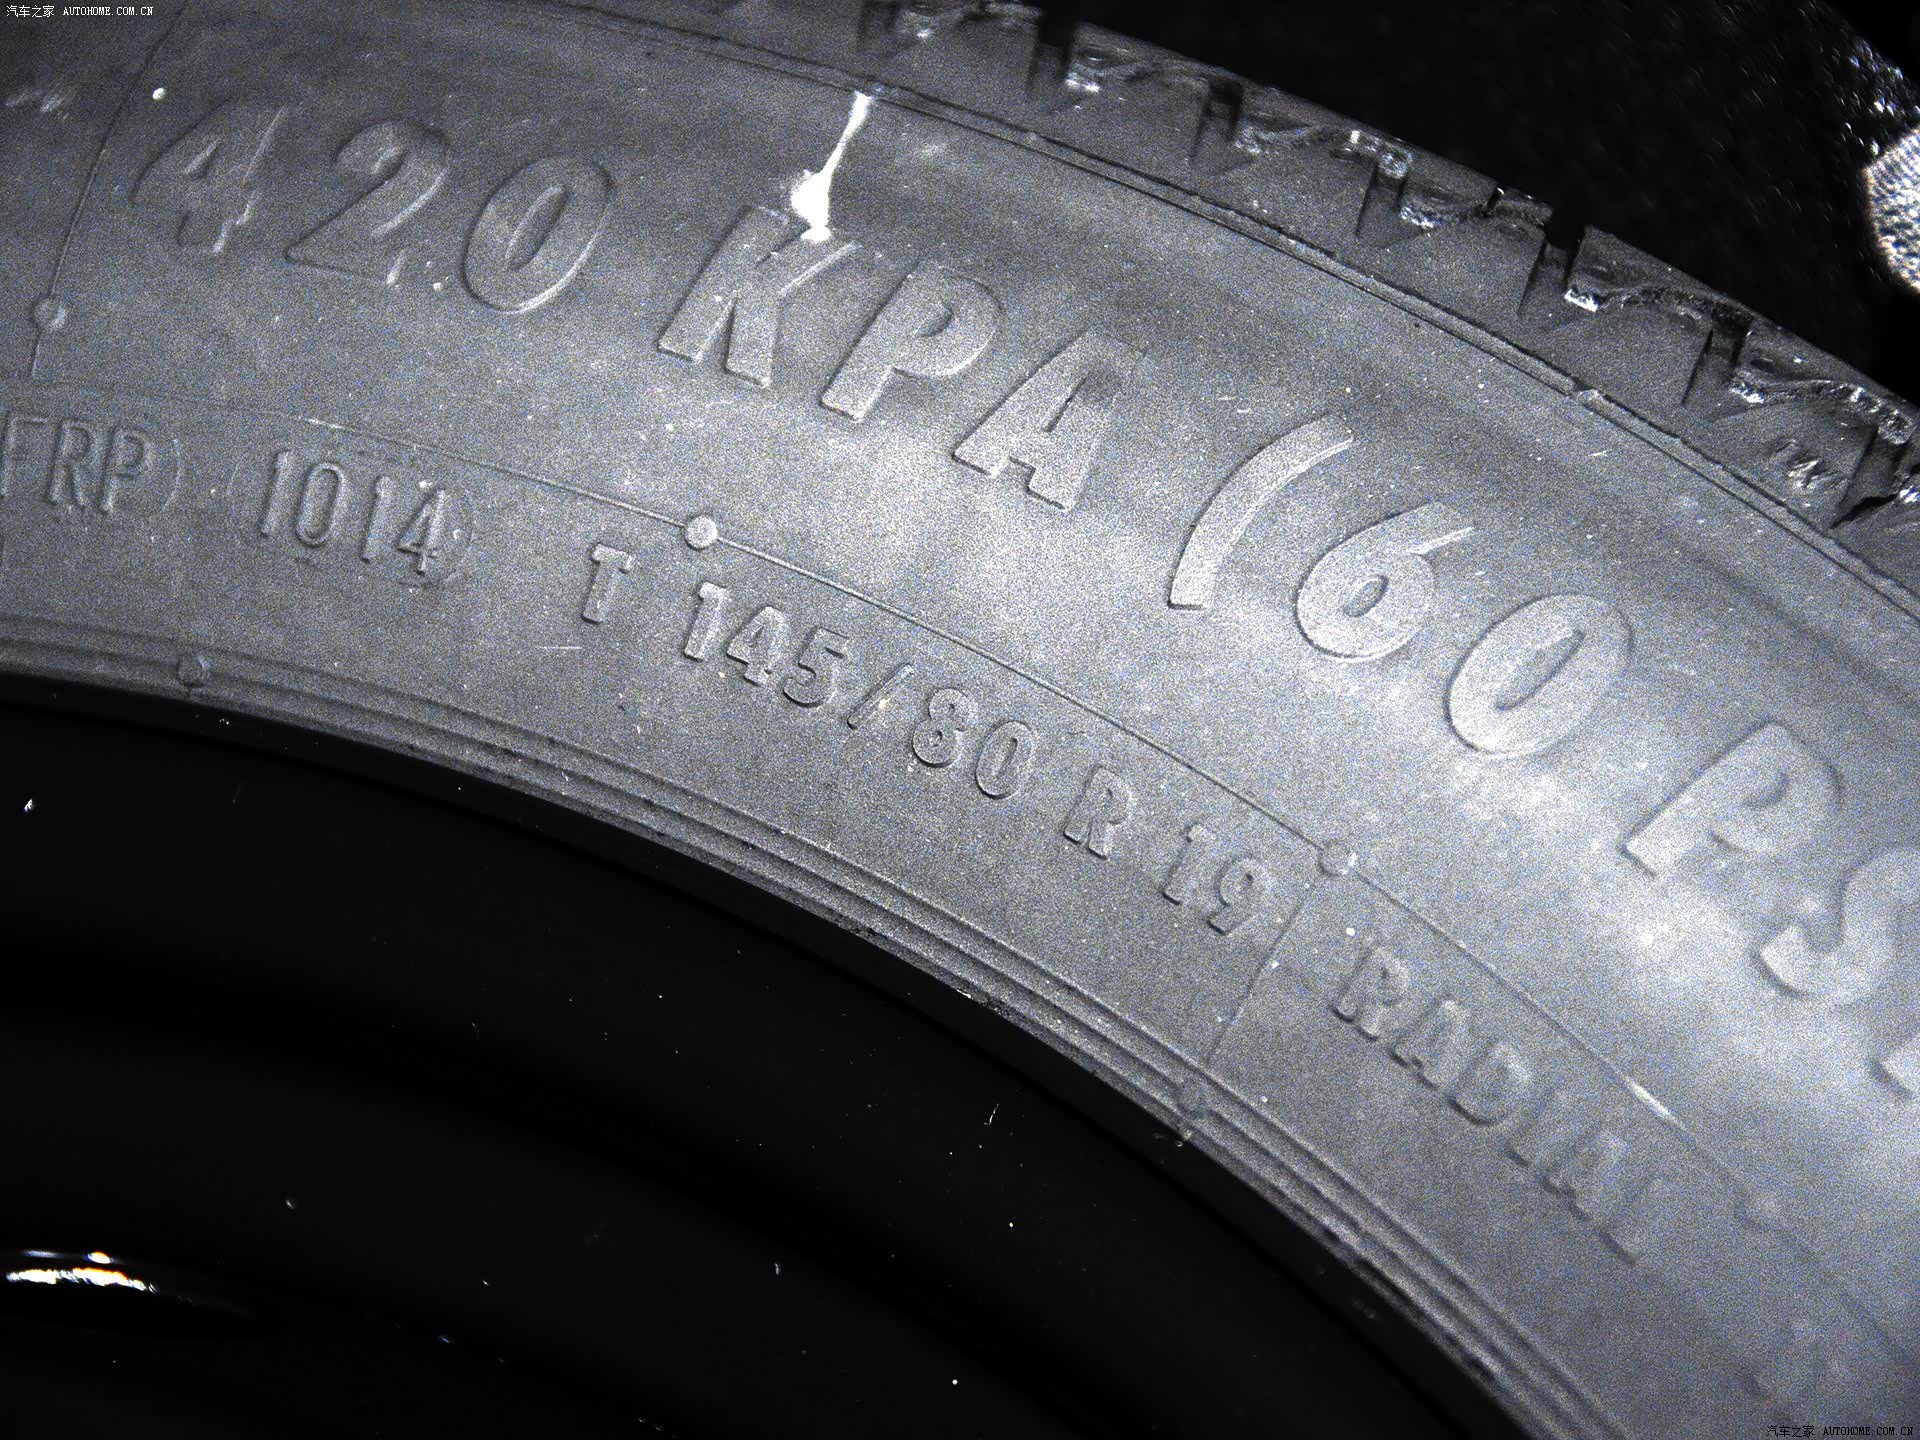 汽车之家 AUTOHOME.COM.CN
420 KPA (60 PSI
FRP) (1014)
T 145/80 R 19
RADIAL
汽车之家 AUTOHOME.COM.CN